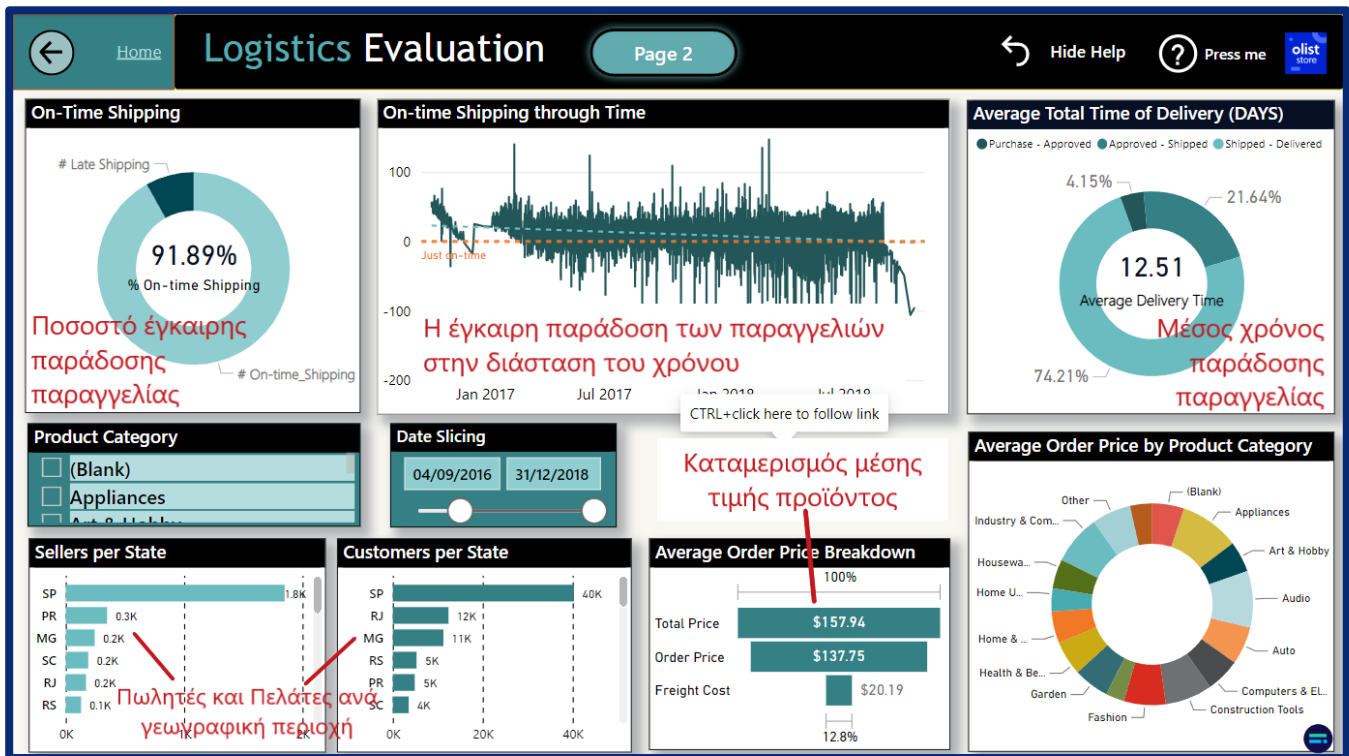 Home
Logistics Evaluation
Page 2
Hide Help
? Press me
olist
store
On-Time Shipping
# Late Shipping
91.89%
% On-time Shipping
# On-time_Shipping
Ποσοστό έγκαιρης
παράδοσης
παραγγελίας
On-time Shipping through Time
100
0
Just on-time
-100
-200
Jan 2017
Jul 2017
Jan 2018
Jul 2018
Η έγκαιρη παράδοση των παραγγελιών
στην διάσταση του χρόνου
Average Total Time of Delivery (DAYS)
Purchase - Approved
Approved - Shipped
Shipped - Delivered
4.15%
21.64%
12.51
Average Delivery Time
74.21%
Μέσος χρόνος
παράδοσης
παραγγελίας
CTRL+click here to follow link
Product Category
(Blank)
Appliances
Art & Hobby
Date Slicing
04/09/2016
31/12/2018
Καταμερισμός μέσης
τιμής προϊόντος
Sellers per State
SP
1.8K
PR
0.3K
MG
0.2K
SC
0.2K
RJ
0.2K
RS
0.1K
0K
1K
2K
Customers per State
SP
40K
RJ
12K
MG
11K
RS
5K
PR
5K
SC
4K
0K
20K
40K
Πωλητές και Πελάτες ανά
γεωγραφική περιοχή
Average Order Price Breakdown
100%
Total Price
$157.94
Order Price
$137.75
Freight Cost
$20.19
12.8%
Average Order Price by Product Category
(Blank)
Appliances
Art & Hobby
Audio
Auto
Computers & El...
Construction Tools
Fashion
Garden
Health & Be...
Home & ...
Home U...
Housewa...
Industry & Com...
Other